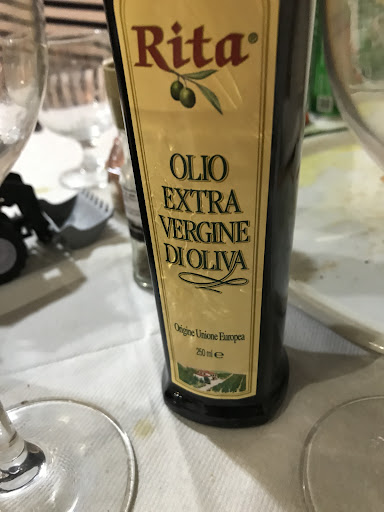 Rita®
OLIO
EXTRA
VERGINE
DI OLIVA
Origine Unione Europea
250 ml ℮